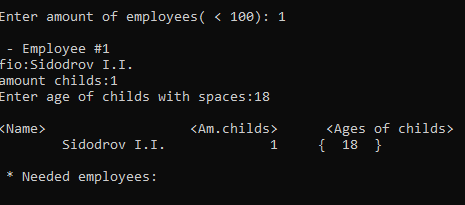 Enter amount of employees( < 100): 1
- Employee #1
fio:Sidodrov I.I.
amount childs:1
Enter age of childs with spaces:18
<Name> <Am.childs> <Ages of childs>
Sidodrov I.I. 1 { 18 }
* Needed employees: